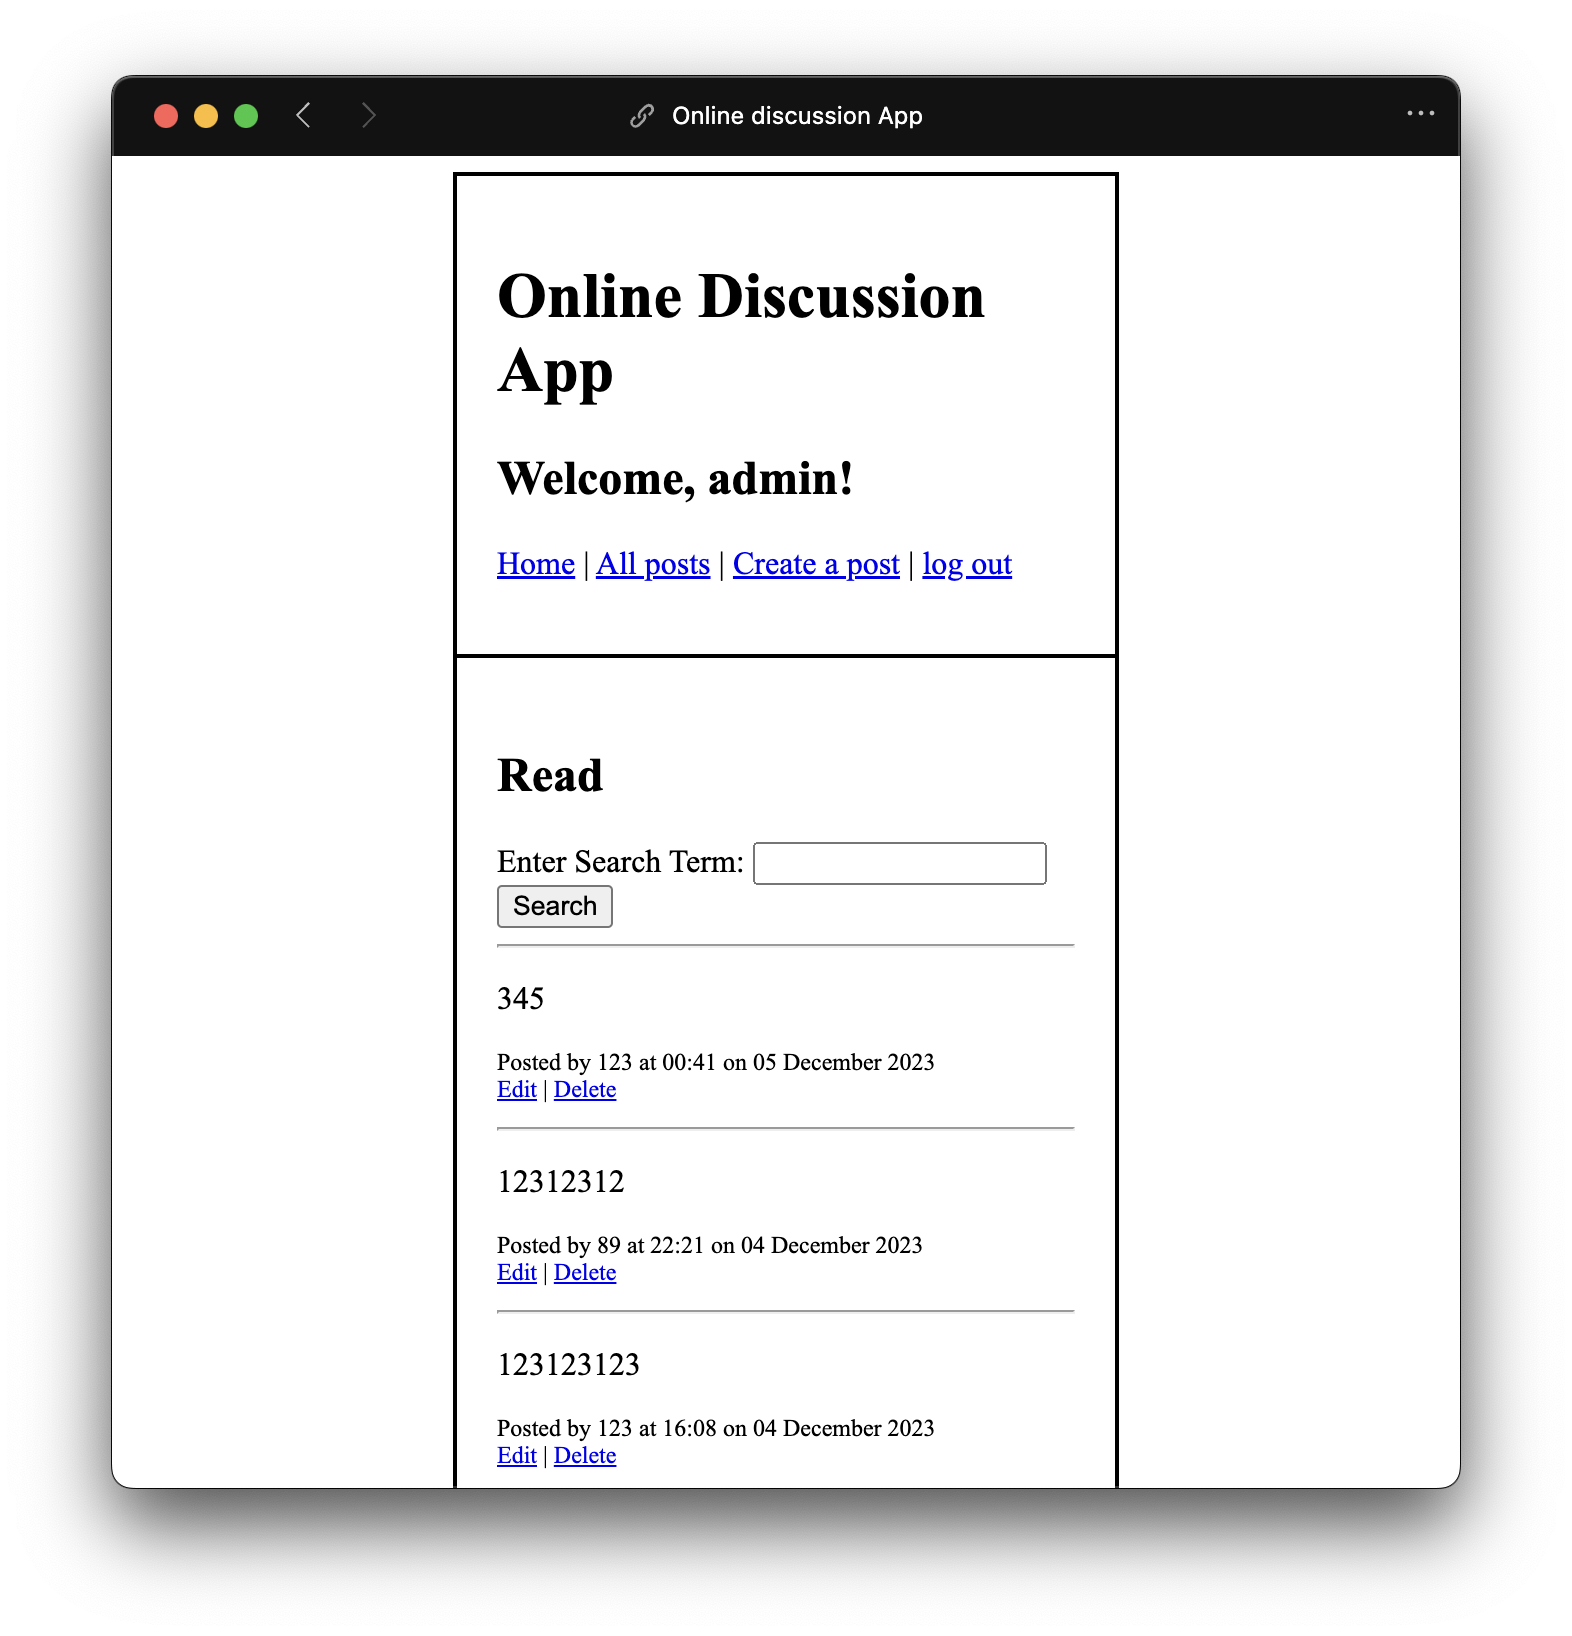 Online discussion App
Online Discussion
App
Welcome, admin!
Home | All posts | Create a post | log out
Read
Enter Search Term:
Search
345
Posted by 123 at 00:41 on 05 December 2023
Edit | Delete
12312312
Posted by 89 at 22:21 on 04 December 2023
Edit | Delete
123123123
Posted by 123 at 16:08 on 04 December 2023
Edit | Delete